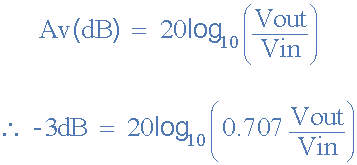 Av(dB) = 20log₁₀(Vout/Vin)
∴ -3dB = 20log₁₀(0.707 Vout/Vin)